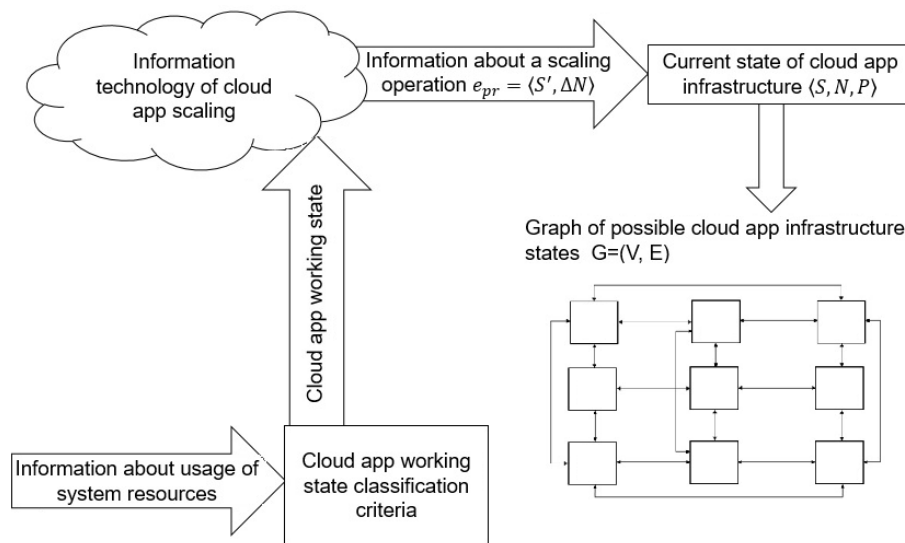 Information
technology of cloud
app scaling
Information about a scaling
operation eₚᵣ = ⟨S′, ΔN⟩
Current state of cloud app
infrastructure ⟨S, N, P⟩
Cloud app working state
Graph of possible cloud app infrastructure
states G=(V, E)
Information about usage of
system resources
Cloud app working
state classification
criteria